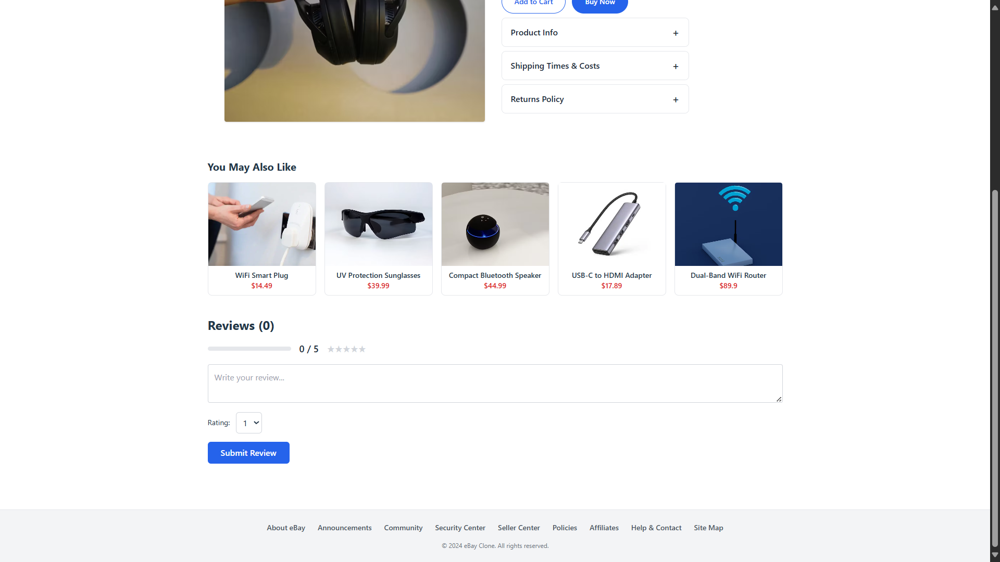 Add to Cart
Buy Now
Product Info +
Shipping Times & Costs +
Returns Policy +
You May Also Like
WiFi Smart Plug
$14.49
UV Protection Sunglasses
$39.99
Compact Bluetooth Speaker
$44.99
USB-C to HDMI Adapter
$17.89
Dual-Band WiFi Router
$89.9
Reviews (0)
0 / 5 ★★★★★
Write your review...
Rating: 1
Submit Review
About eBay Announcements Community Security Center Seller Center Policies Affiliates Help & Contact Site Map
© 2024 eBay Clone. All rights reserved.